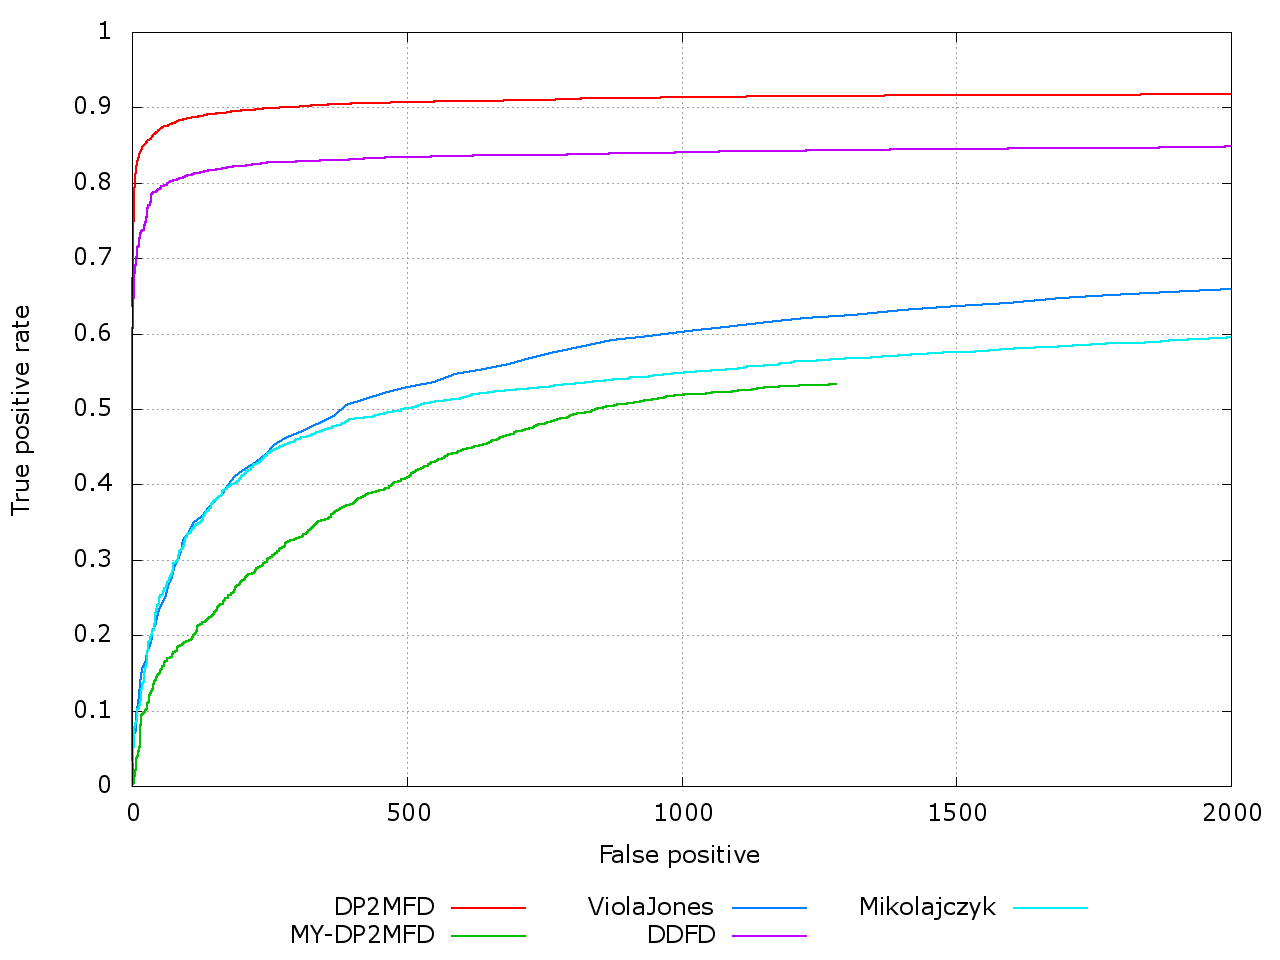 1
0.9
0.8
0.7
0.6
0.5
0.4
0.3
0.2
0.1
0
True positive rate
0 500 1000 1500 2000
False positive
DP2MFD ViolaJones Mikolajczyk
MY-DP2MFD DDFD